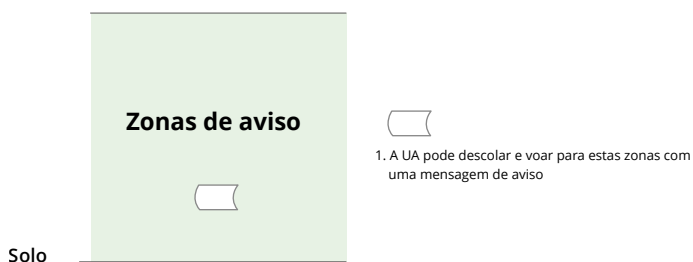 Zonas de aviso
1. A UA pode descolar e voar para estas zonas com
uma mensagem de aviso
Solo